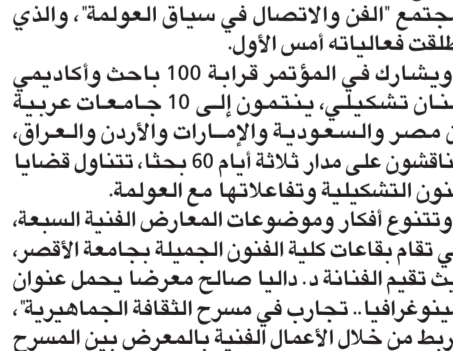 جتمع "الفن والاتصال في سياق العولمة"، والذي
طلقت فعالياته أمس الأول.
ويشارك في المؤتمر قرابة 100 باحث وأكاديمي
نان تشكيلي، ينتمون إلى 10 جامعات عربية
ن مصر والسعودية والإمارات والأردن والعراق،
ناقشون على مدار ثلاثة أيام 60 بحثا، تتناول قضايا
نون التشكيلية وتفاعلاتها مع العولمة.
وتتنوع أفكار وموضوعات المعارض الفنية السبعة،
ي تقام بقاعات كلية الفنون الجميلة بجامعة الأقصر،
يث تقيم الفنانة د. داليا صالح معرضا يحمل عنوان
ينوغرافيا.. تجارب في مسرح الثقافة الجماهيرية"،
ربط من خلال الأعمال الفنية بالمعرض بين المسرح